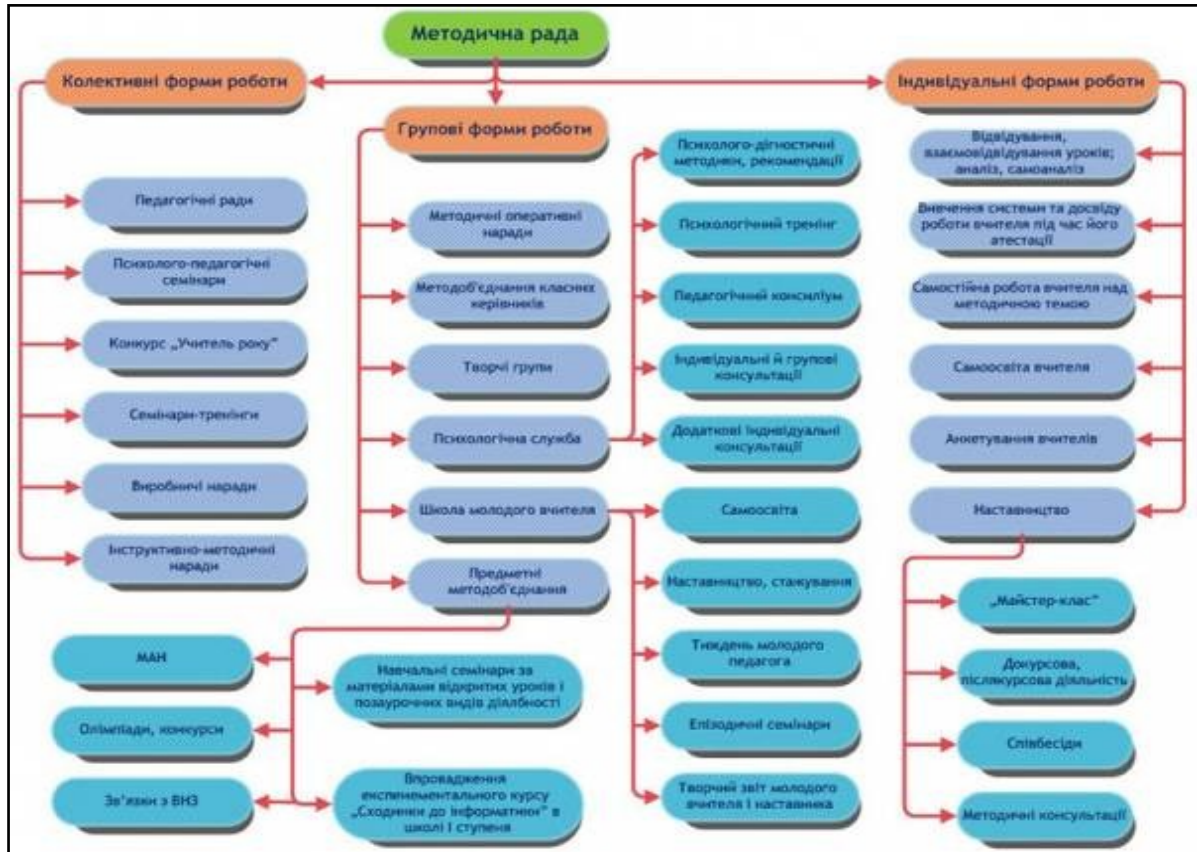 Методична рада
Колективні форми роботи
Індивідуальні форми роботи
Групові форми роботи
Педагогічні ради
Психолого-педагогічні
семінари
Конкурс „Учитель року"
Семінари-тренінги
Виробничі наради
Інструктивно-методичні
наради
Методичні оперативні
наради
Методоб'єднання класних
керівників
Творчі групи
Психологічна служба
Школа молодого вчителя
Предметні
методоб'єднання
Психолого-дігностичні
методики, рекомендації
Психологічний тренінг
Педагогічний консиліум
Індивідуальні й групові
консультації
Додаткові індивідуальні
консультації
Самоосвіта
Наставництво, стажування
Тиждень молодого
педагога
Епізодичні семінари
Творчий звіт молодого
вчителя і наставника
Відвідування,
взаємовідвідування уроків;
аналіз, самоаналіз
Вивчення системи та досвіду
роботи вчителя під час його
атестації
Самостійна робота вчителя над
методичною темою
Самоосвіта вчителя
Анкетування вчителів
Наставництво
„Майстер-клас"
Докурсова,
післякурсова діяльність
Співбесіди
Методичні консультації
МАН
Олімпіади, конкурси
Зв'язки з ВНЗ
Навчальні семінари за
матеріалами відкритих уроків і
позаурочних видів діялбності
Впровадження
експенементального курсу
„Сходинки до інформатики" в
школі І ступеня